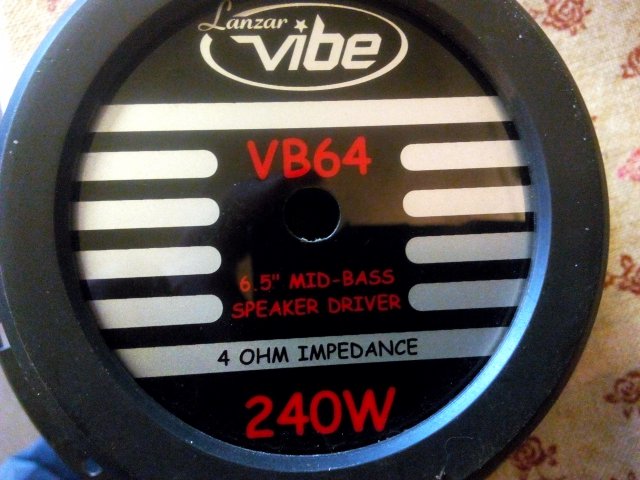 Lanzar
vibe
VB64
6.5" MID-BASS
SPEAKER DRIVER
4 OHM IMPEDANCE
240W